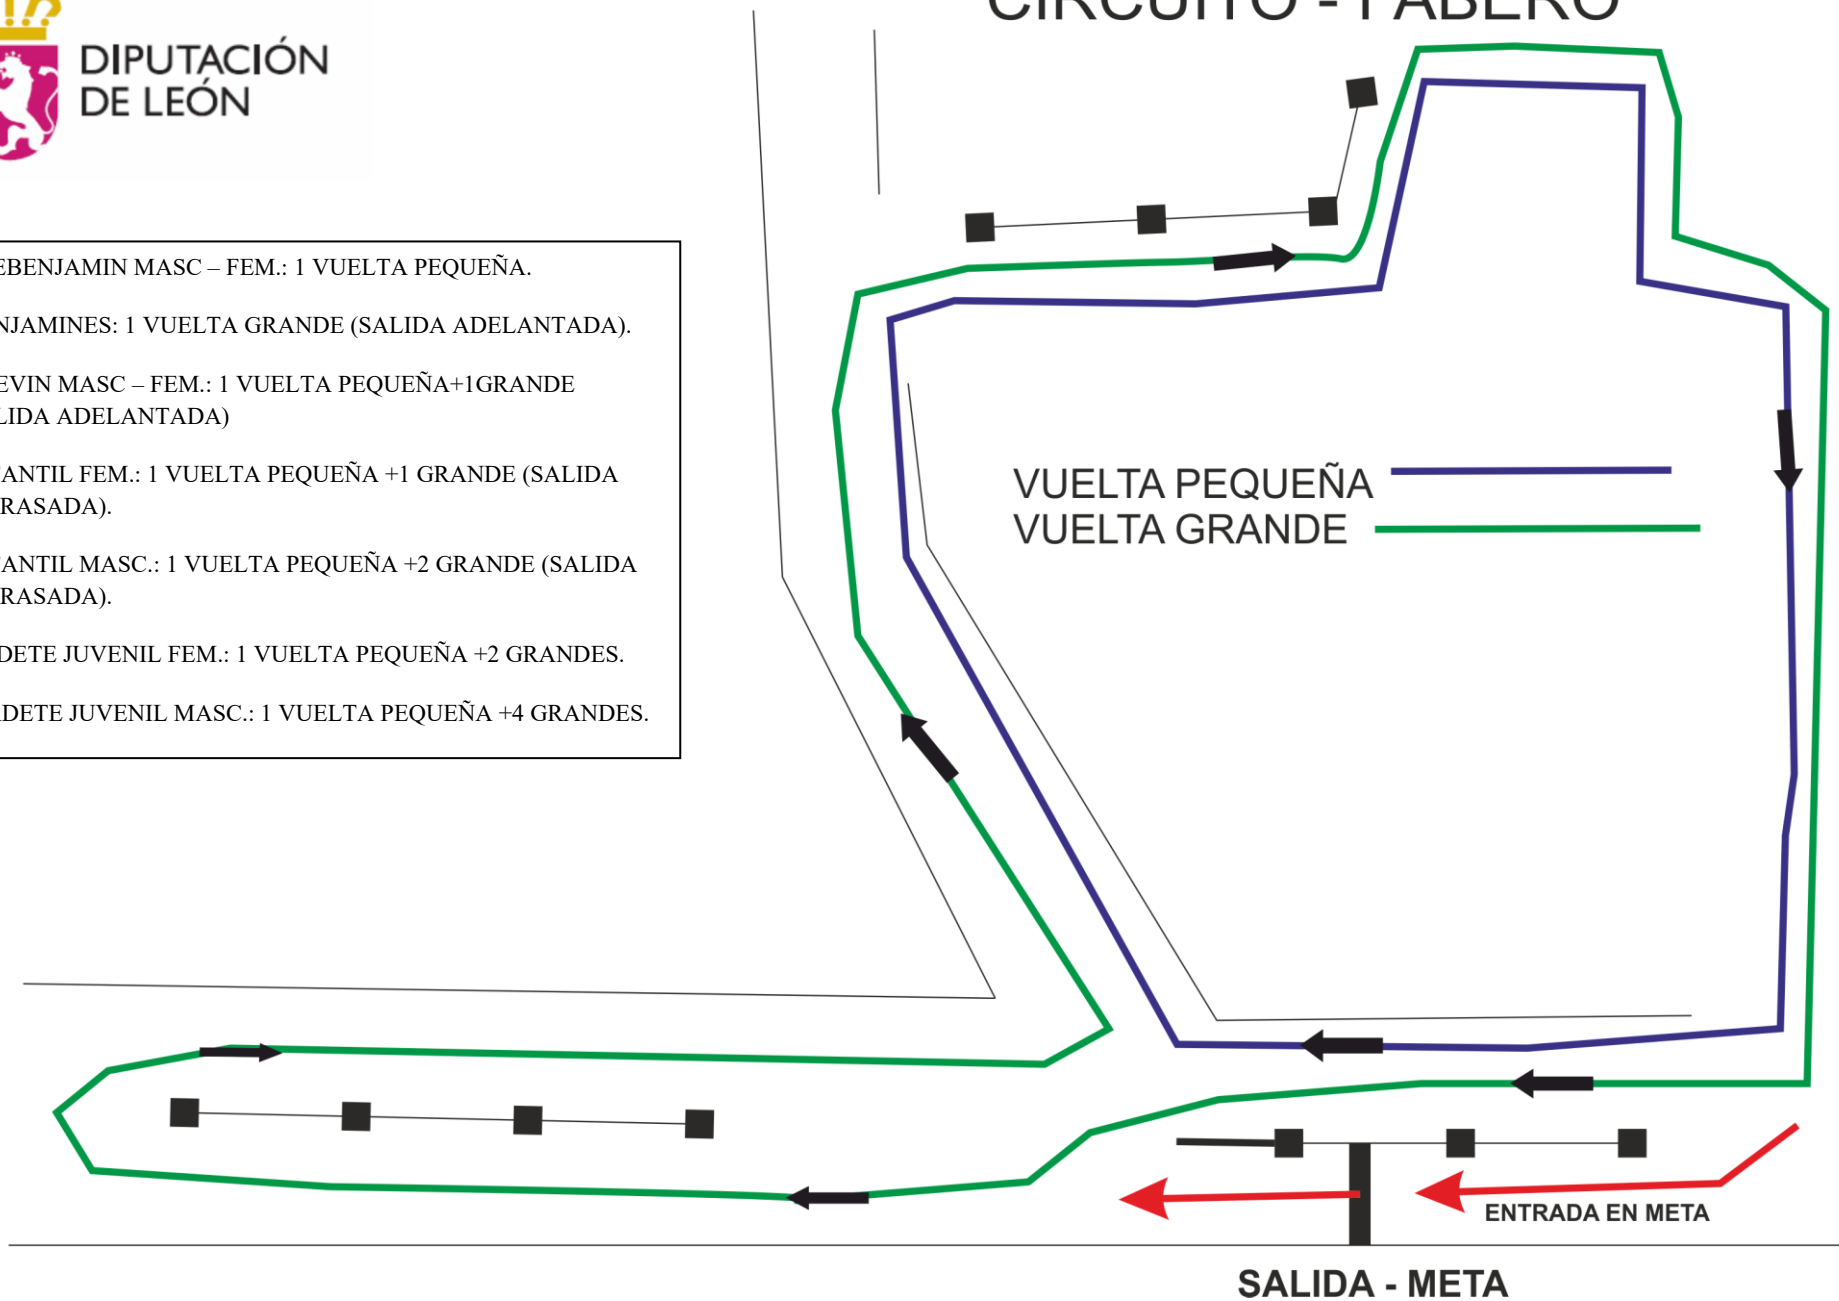 CIRCUITO - FABERO
DIPUTACIÓN
DE LEÓN
EBENJAMIN MASC – FEM.: 1 VUELTA PEQUEÑA.
NJAMINES: 1 VUELTA GRANDE (SALIDA ADELANTADA).
EVIN MASC – FEM.: 1 VUELTA PEQUEÑA+1GRANDE
LIDA ADELANTADA)
ANTIL FEM.: 1 VUELTA PEQUEÑA +1 GRANDE (SALIDA
RASADA).
ANTIL MASC.: 1 VUELTA PEQUEÑA +2 GRANDE (SALIDA
RASADA).
DETE JUVENIL FEM.: 1 VUELTA PEQUEÑA +2 GRANDES.
ADETE JUVENIL MASC.: 1 VUELTA PEQUEÑA +4 GRANDES.
VUELTA PEQUEÑA
VUELTA GRANDE
ENTRADA EN META
SALIDA - META